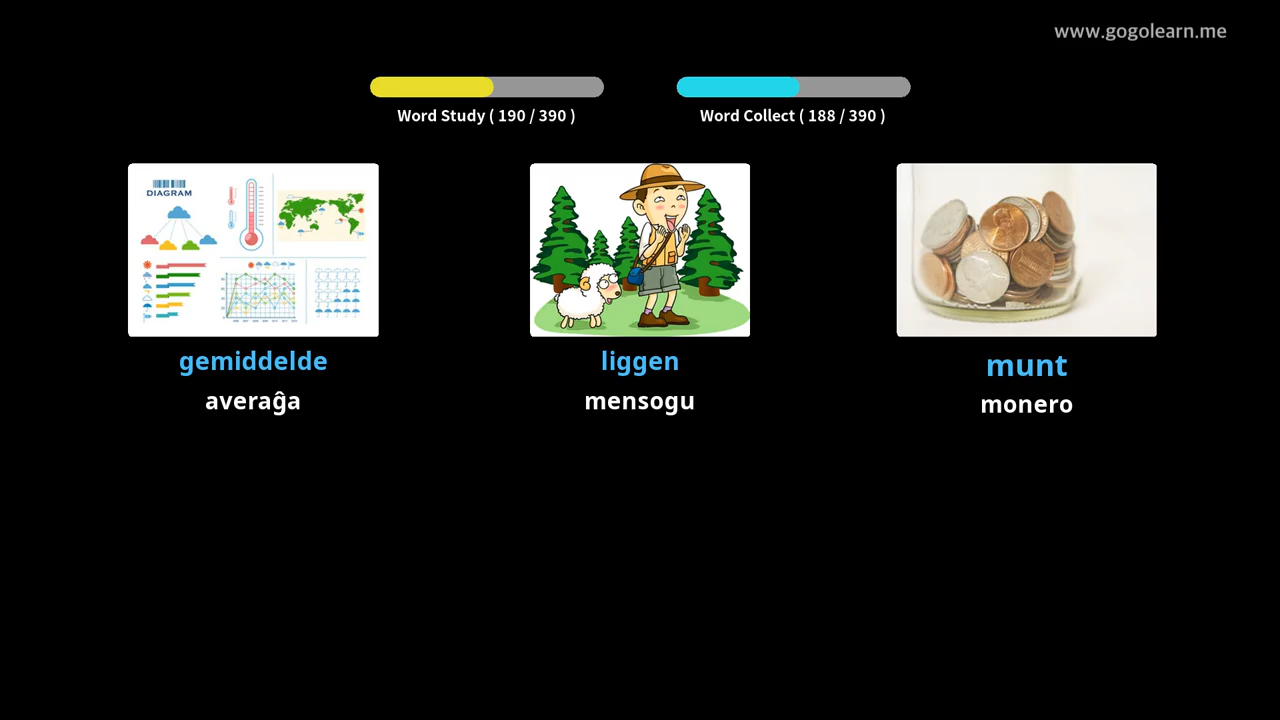 www.gogolearn.me
Word Study ( 190 / 390 )
Word Collect ( 188 / 390 )
DIAGRAM
gemiddelde
liggen
munt
averaĝa
mensogu
monero